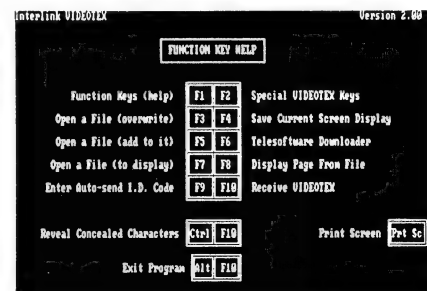 interlink VIDEOTEX Version 2.00
FUNCTION KEY HELP
Function Keys (help) F1 F2 Special VIDEOTEX Keys
Open a File (overwrite) F3 F4 Save Current Screen Display
Open a File (add to it) F5 F6 Telesoftware Downloader
Open a File (to display) F7 F8 Display Page From File
Enter Auto-send I.D. Code F9 F10 Receive VIDEOTEX
Reveal Concealed Characters Ctrl F10 Print Screen Prt Sc
Exit Program Alt F10